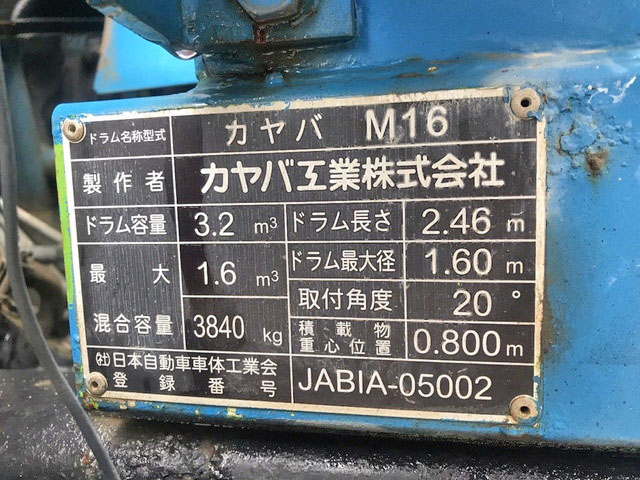 ドラム名称型式 カヤバ M16
製作者 カヤバ工業株式会社
ドラム容量 3.2 m³ ドラム長さ 2.46 m
最大 1.6 m³ ドラム最大径 1.60 m
混合容量 3840 kg 取付角度 20°
積載物
重心位置 0.800 m
㈳日本自動車車体工業会
登録番号 JABIA-05002